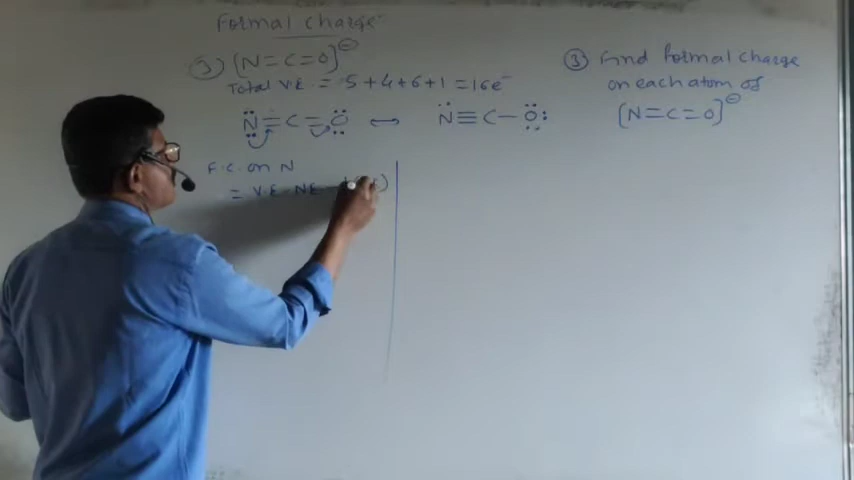 Formal charge
3) [N=C=O]⊖
Total V.E. = 5+4+6+1 = 16e⁻
N=C=O ↔ N≡C-O:
F.C. on N
= V.E - N.E -
③ Find formal charge
on each atom of
[N=C=O]⊖